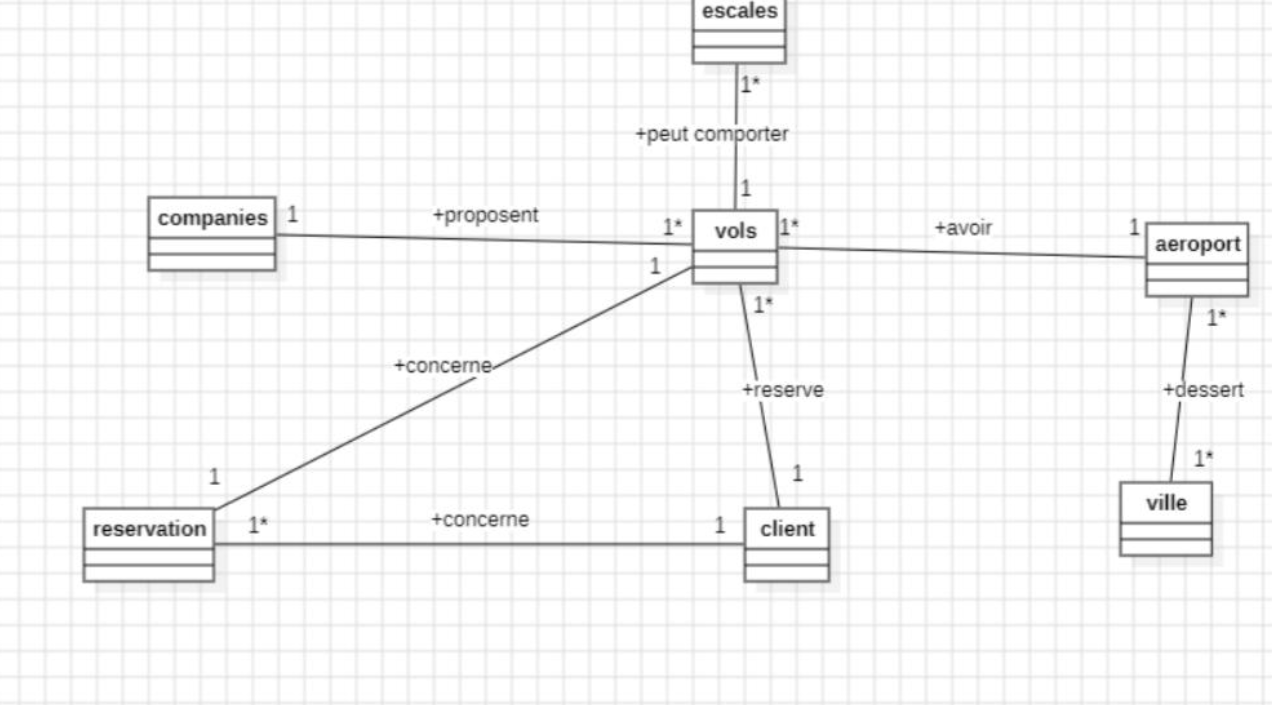 escales
1*
+peut comporter
1
companies
1
+proposent
1*
vols
1*
+avoir
1
aeroport
1
1*
1*
+concerne
+reserve
+dessert
1
1
1*
reservation
1*
+concerne
1
client
ville